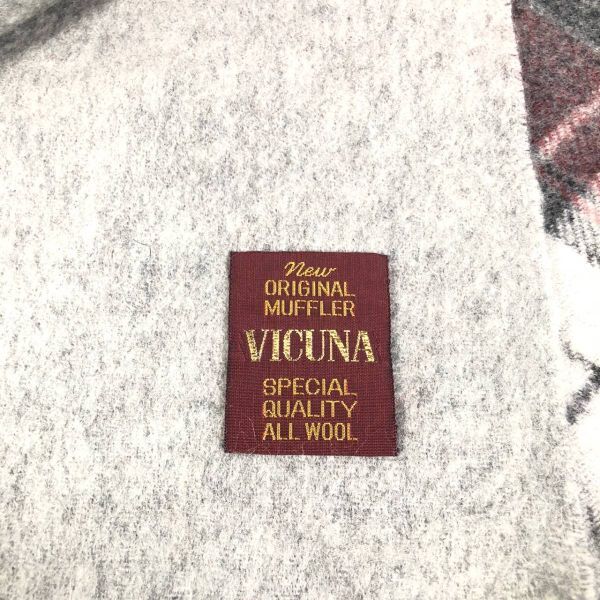 New
ORIGINAL
MUFFLER
VICUNA
SPECIAL
QUALITY
ALL WOOL